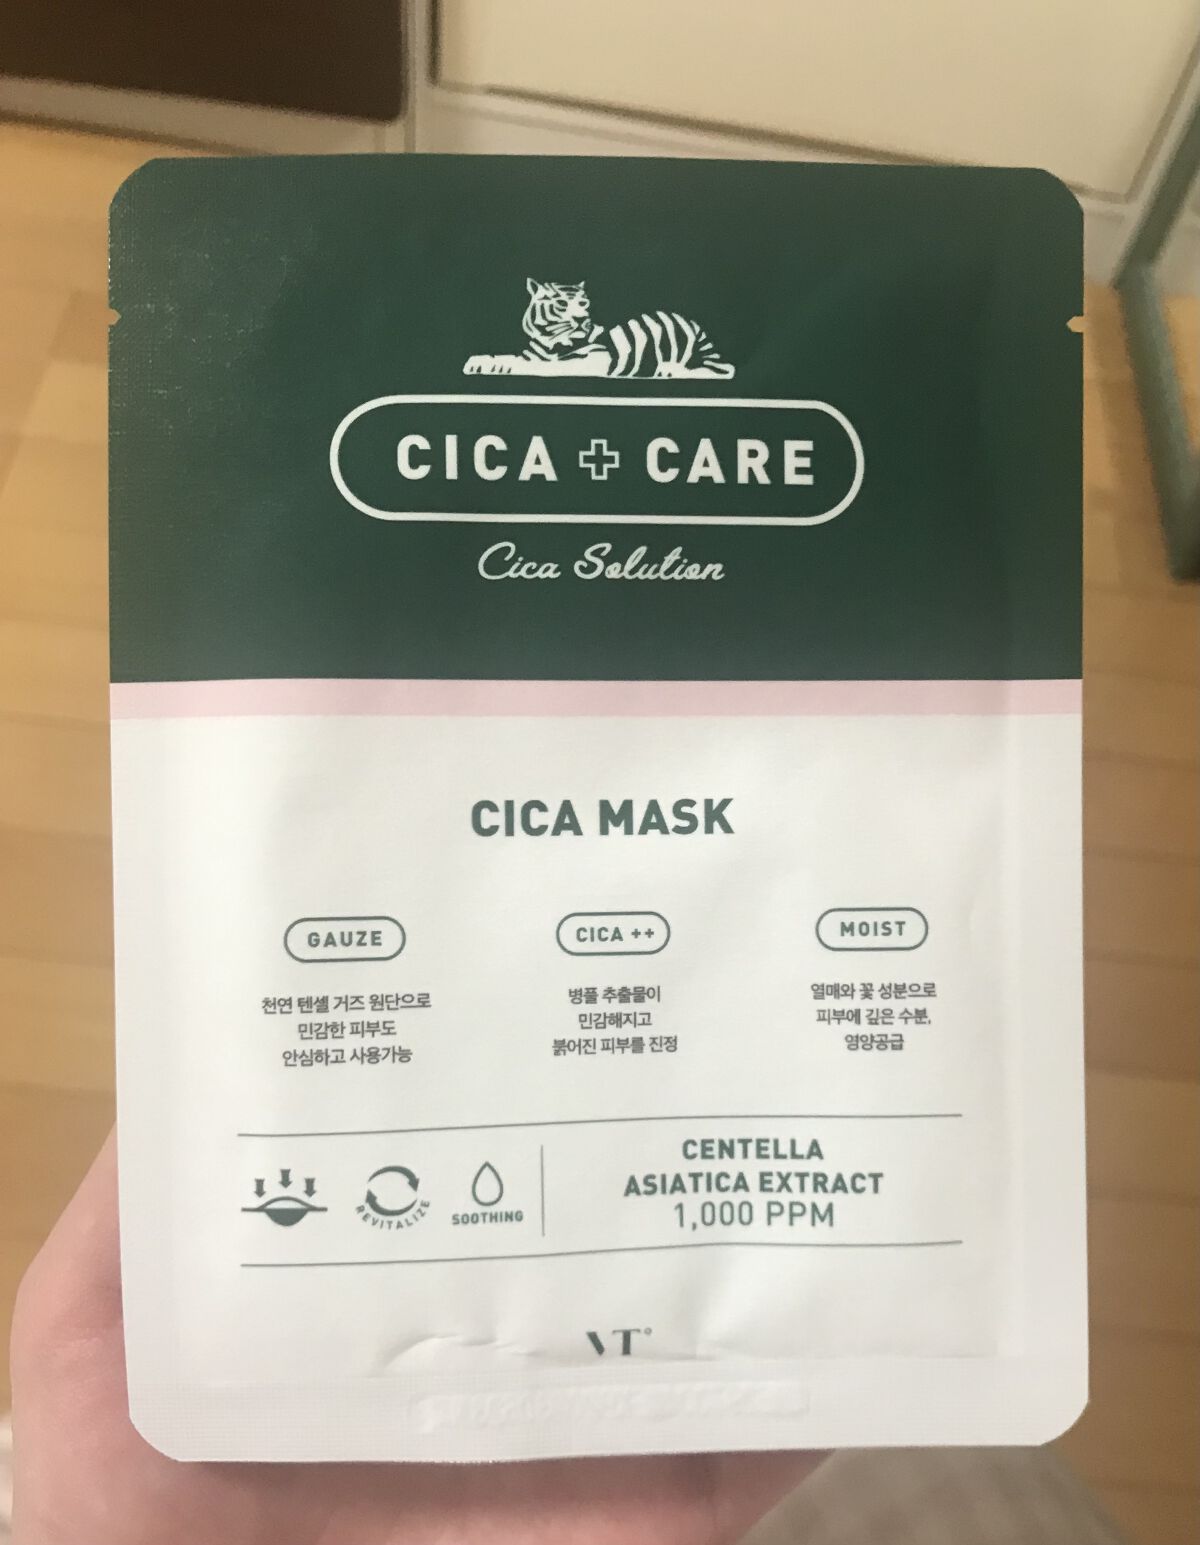 CICA + CARE
Cica Solution
CICA MASK
GAUZE
천연 텐셀 거즈 원단으로
민감한 피부도
안심하고 사용가능
CICA ++
병풀 추출물이
민감해지고
붉어진 피부를 진정
MOIST
열매와 꽃 성분으로
피부에 깊은 수분,
영양공급
REVITALIZE
SOOTHING
CENTELLA
ASIATICA EXTRACT
1,000 PPM
VT°